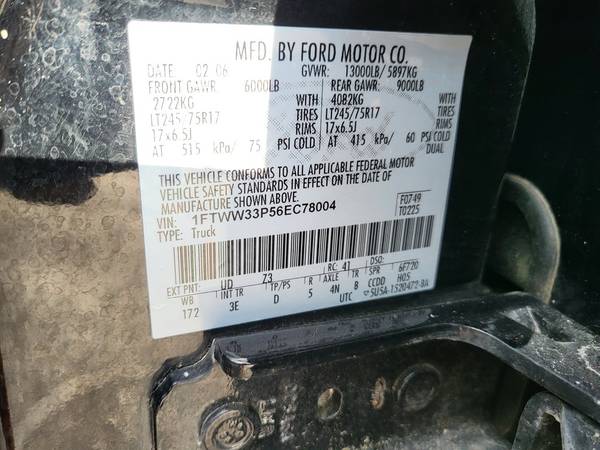 MFD. BY FORD MOTOR CO.
DATE: 02 06 GVWR: 13000LB/ 5897KG
FRONT GAWR: 6000LB REAR GAWR: 9000LB
2722KG WITH 4082KG WITH
LT245/75R17 TIRES LT245/75R17 TIRES
17x6.5J RIMS 17x6.5J RIMS
AT 515 kPa/ 75 PSI COLD AT 415 kPa/ 60 PSI COLD
DUAL
THIS VEHICLE CONFORMS TO ALL APPLICABLE FEDERAL MOTOR
VEHICLE SAFETY STANDARDS IN EFFECT ON THE DATE OF
MANUFACTURE SHOWN ABOVE.
VIN: 1FTWW33P56EC78004 F0749
TYPE: Truck T0225
EXT PNT: UD Z3 RC: 41 DSO:
WB INT TR TP/PS R AXLE TR SPR 6F720
172 3E D 5 4N B CCDD H05
UTC 5U5A-1520472-BA